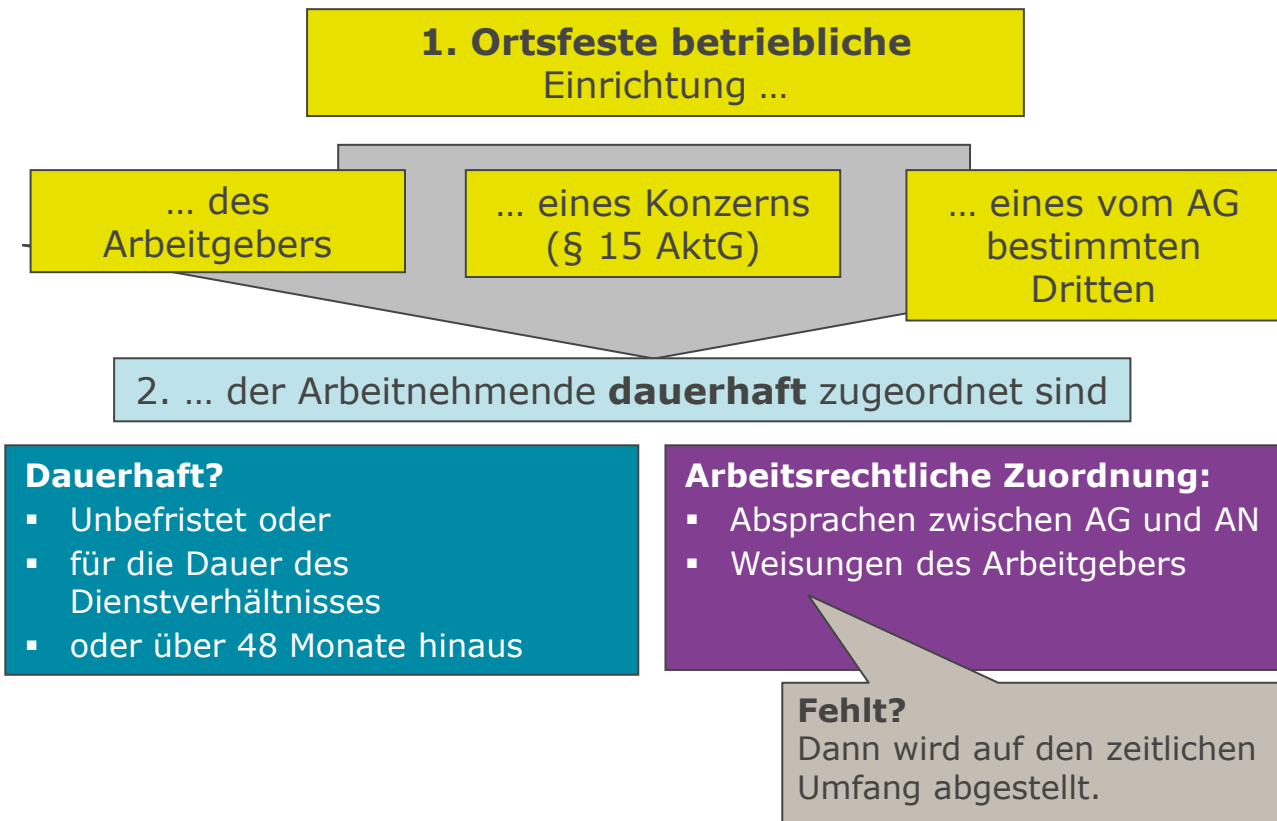 1. Ortsfeste betriebliche
Einrichtung …
… des
Arbeitgebers
… eines Konzerns
(§ 15 AktG)
… eines vom AG
bestimmten
Dritten
2. … der Arbeitnehmende dauerhaft zugeordnet sind
Dauerhaft?
▪ Unbefristet oder
▪ für die Dauer des
Dienstverhältnisses
▪ oder über 48 Monate hinaus
Arbeitsrechtliche Zuordnung:
▪ Absprachen zwischen AG und AN
▪ Weisungen des Arbeitgebers
Fehlt?
Dann wird auf den zeitlichen
Umfang abgestellt.